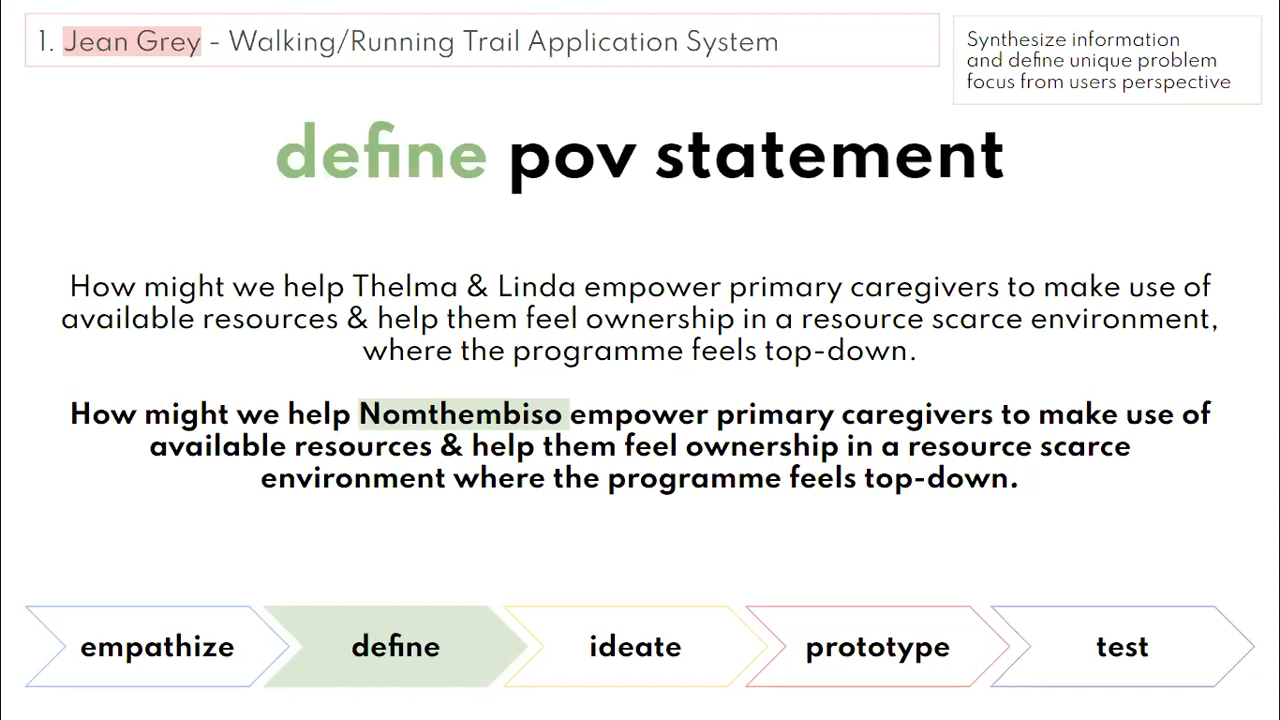 1. Jean Grey - Walking/Running Trail Application System
Synthesize information
and define unique problem
focus from users perspective
define pov statement
How might we help Thelma & Linda empower primary caregivers to make use of
available resources & help them feel ownership in a resource scarce environment,
where the programme feels top-down.
How might we help Nomthembiso empower primary caregivers to make use of
available resources & help them feel ownership in a resource scarce
environment where the programme feels top-down.
empathize
define
ideate
prototype
test